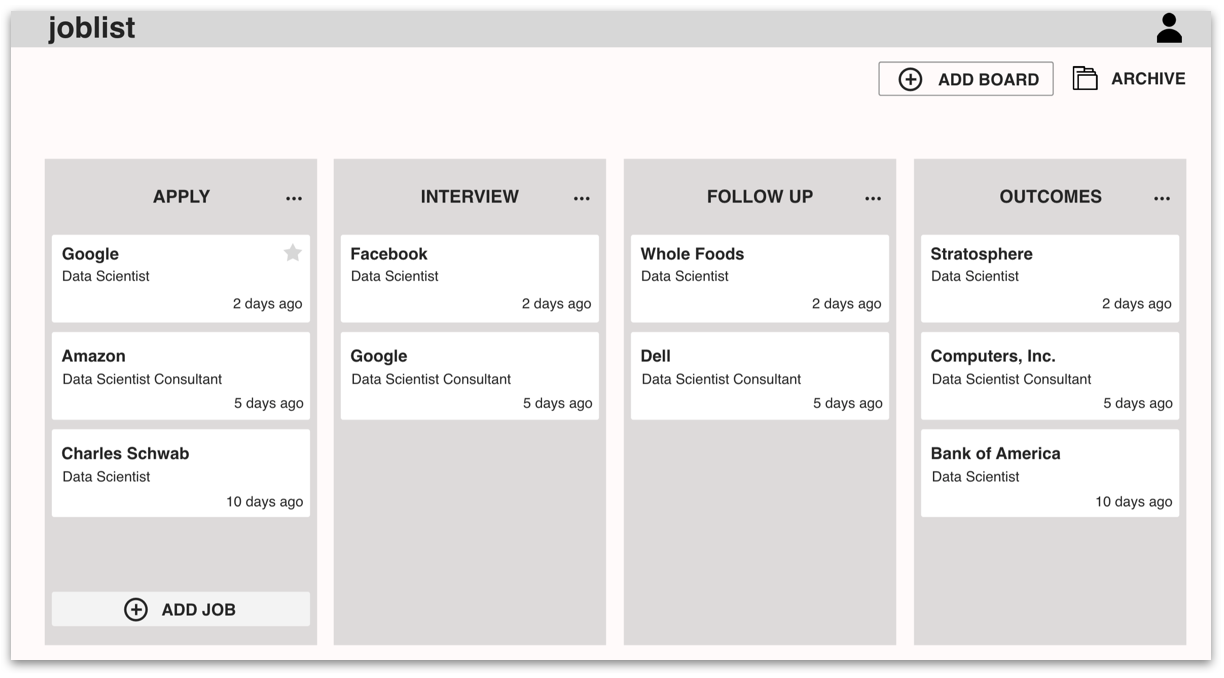 joblist
ADD BOARD
ARCHIVE
APPLY ...
Google
Data Scientist
2 days ago
Amazon
Data Scientist Consultant
5 days ago
Charles Schwab
Data Scientist
10 days ago
ADD JOB
INTERVIEW ...
Facebook
Data Scientist
2 days ago
Google
Data Scientist Consultant
5 days ago
FOLLOW UP ...
Whole Foods
Data Scientist
2 days ago
Dell
Data Scientist Consultant
5 days ago
OUTCOMES ...
Stratosphere
Data Scientist
2 days ago
Computers, Inc.
Data Scientist Consultant
5 days ago
Bank of America
Data Scientist
10 days ago